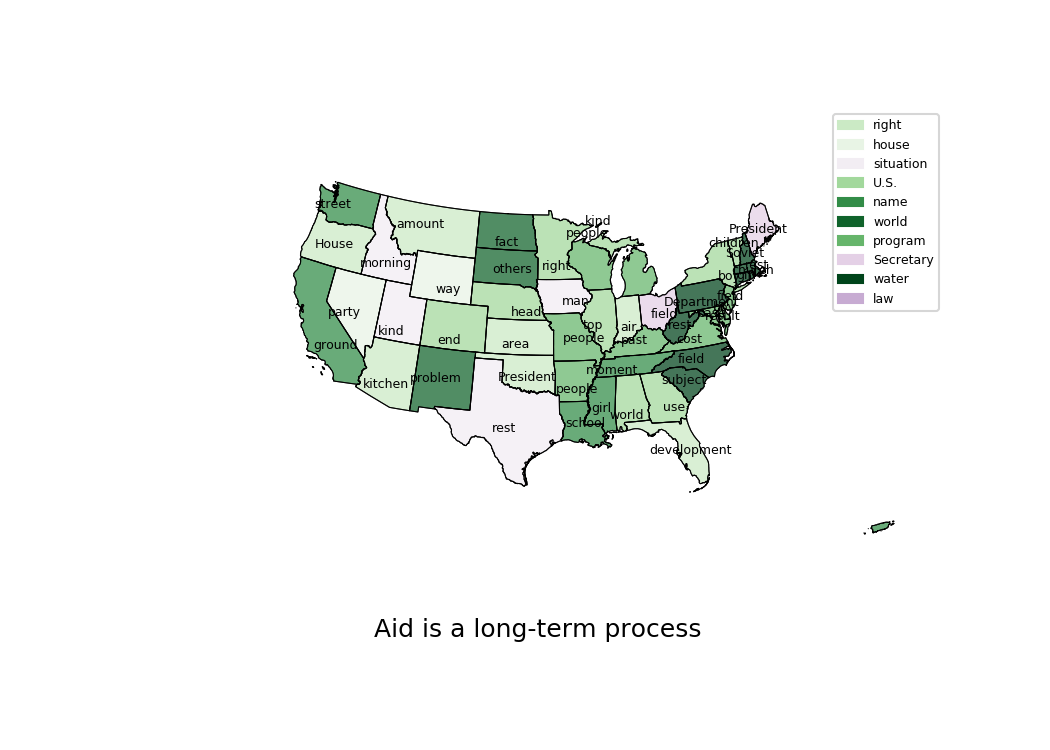 right
house
situation
U.S.
name
world
program
Secretary
water
law
street
House
amount
morning
fact
others
kind
people
right
President
children
Soviet
way
party
kind
ground
head
end
area
man
top
people
air
past
field
Department
field
rest
result
cost
field
kitchen
problem
President
moment
people
subject
school
girl
world
use
rest
development
Aid is a long-term process